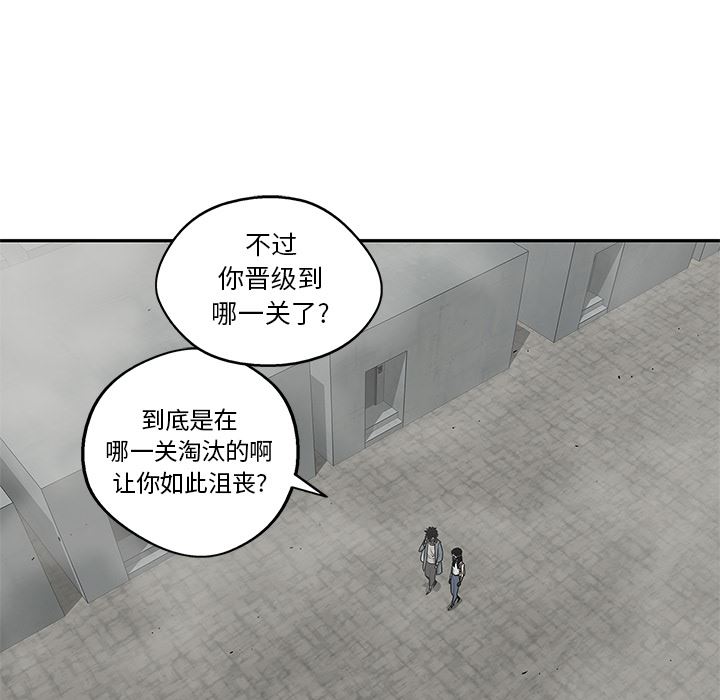 不过
你晋级到
哪一关了?
到底是在
哪一关淘汰的啊
让你如此沮丧?